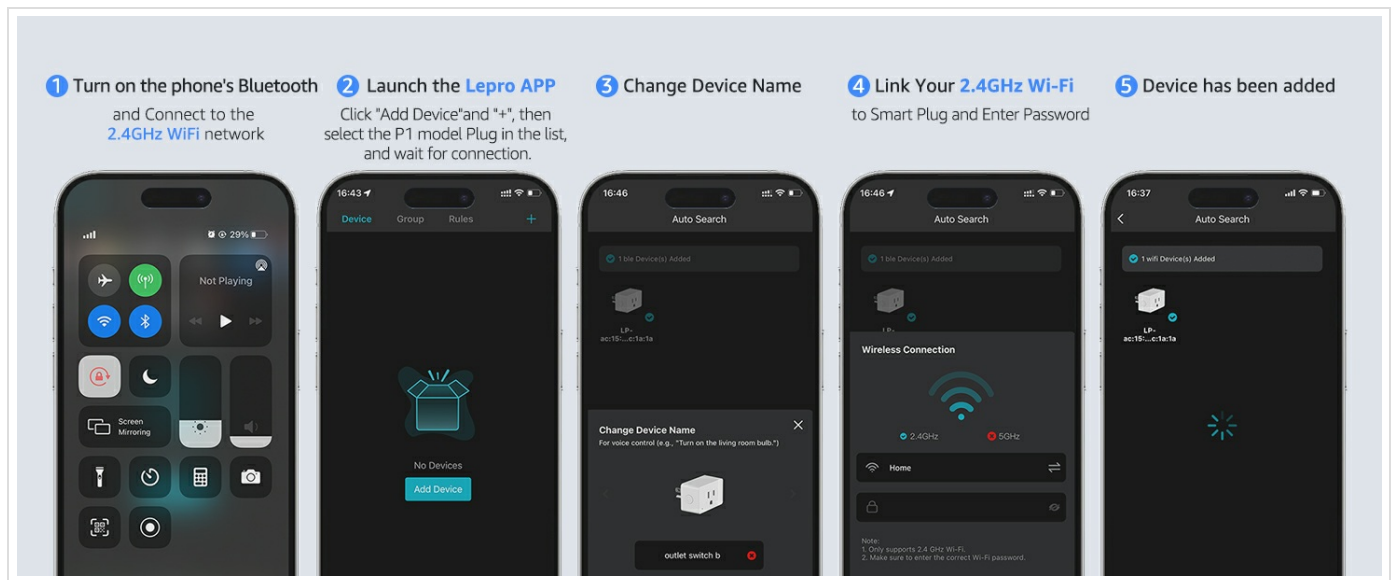 1 Turn on the phone's Bluetooth
and Connect to the
2.4GHz WiFi network
2 Launch the Lepro APP
Click "Add Device"and "+", then
select the P1 model Plug in the list,
and wait for connection.
3 Change Device Name
4 Link Your 2.4GHz Wi-Fi
to Smart Plug and Enter Password
5 Device has been added
29%
Not Playing
Screen
Mirroring
16:43
Device Group Rules +
No Devices
Add Device
16:46
Auto Search
1 ble Device(s) Added
LP-
ac:15:...c:1a:1a
Change Device Name
For voice control (e.g., "Turn on the living room bulb.")
outlet switch b
16:46
Auto Search
1 ble Device(s) Added
LP-
Wireless Connection
2.4GHz 5GHz
Home
Note:
1. Only supports 2.4 GHz Wi-Fi.
2. Make sure to enter the correct Wi-Fi password.
16:37
Auto Search
1 wifi Device(s) Added
LP-
ac:15:...c:1a:1a